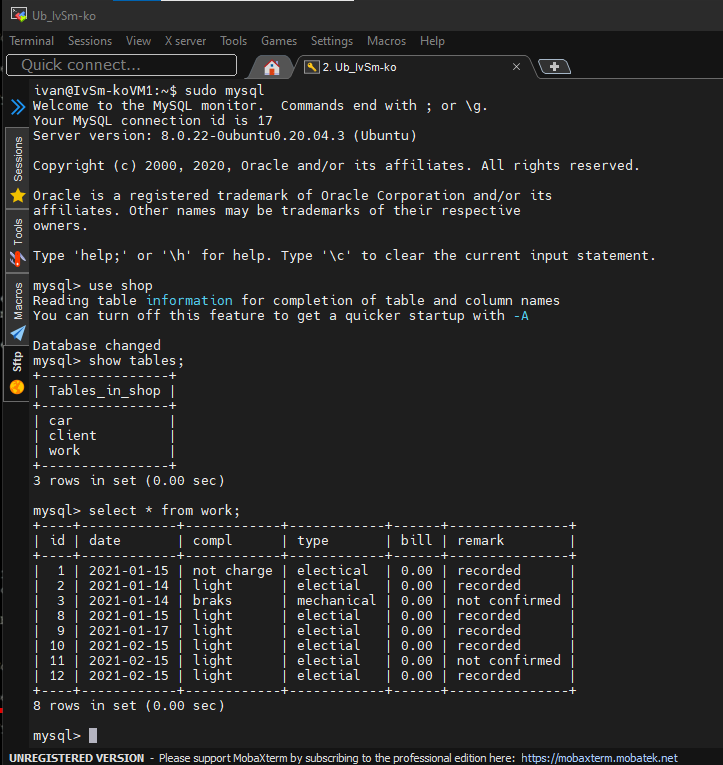 Ub_IvSm-ko
Terminal Sessions View X server Tools Games Settings Macros Help
Quick connect...
2. Ub_IvSm-ko
Sessions
Tools
Macros
Sftp
ivan@IvSm-koVM1:~$ sudo mysql
Welcome to the MySQL monitor.  Commands end with ; or \g.
Your MySQL connection id is 17
Server version: 8.0.22-0ubuntu0.20.04.3 (Ubuntu)
Copyright (c) 2000, 2020, Oracle and/or its affiliates. All rights reserved.
Oracle is a registered trademark of Oracle Corporation and/or its
affiliates. Other names may be trademarks of their respective
owners.
Type 'help;' or '\h' for help. Type '\c' to clear the current input statement.
mysql> use shop
Reading table information for completion of table and column names
You can turn off this feature to get a quicker startup with -A
Database changed
mysql> show tables;
+----------------+
| Tables_in_shop |
+----------------+
| car            |
| client         |
| work           |
+----------------+
3 rows in set (0.00 sec)
mysql> select * from work;
+----+------------+------------+------------+------+---------------+
| id | date       | compl      | type       | bill | remark        |
+----+------------+------------+------------+------+---------------+
|  1 | 2021-01-15 | not charge | electical  | 0.00 | recorded      |
|  2 | 2021-01-14 | light      | electial   | 0.00 | recorded      |
|  3 | 2021-01-14 | braks      | mechanical | 0.00 | not confirmed |
|  8 | 2021-01-15 | light      | electial   | 0.00 | recorded      |
|  9 | 2021-01-17 | light      | electial   | 0.00 | recorded      |
| 10 | 2021-02-15 | light      | electial   | 0.00 | recorded      |
| 11 | 2021-02-15 | light      | electial   | 0.00 | not confirmed |
| 12 | 2021-02-15 | light      | electial   | 0.00 | recorded      |
+----+------------+------------+------------+------+---------------+
8 rows in set (0.00 sec)
mysql>
UNREGISTERED VERSION - Please support MobaXterm by subscribing to the professional edition here: https://mobaxterm.mobatek.net